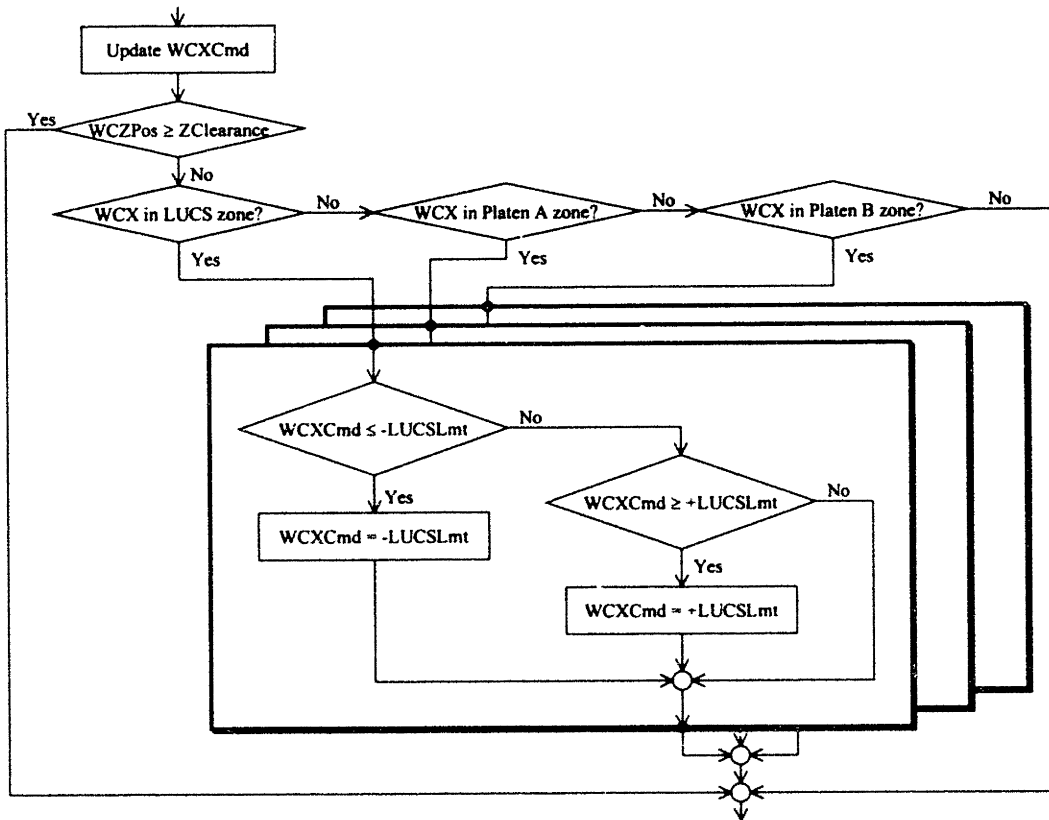 Update WCXCmd
Yes
WCZPos ≥ ZClearance
No
WCX in LUCS zone?
No
WCX in Platen A zone?
No
WCX in Platen B zone?
No
Yes
Yes
Yes
WCXCmd ≤ -LUCSLmt
No
Yes
WCXCmd ≥ +LUCSLmt
No
WCXCmd = -LUCSLmt
Yes
WCXCmd = +LUCSLmt